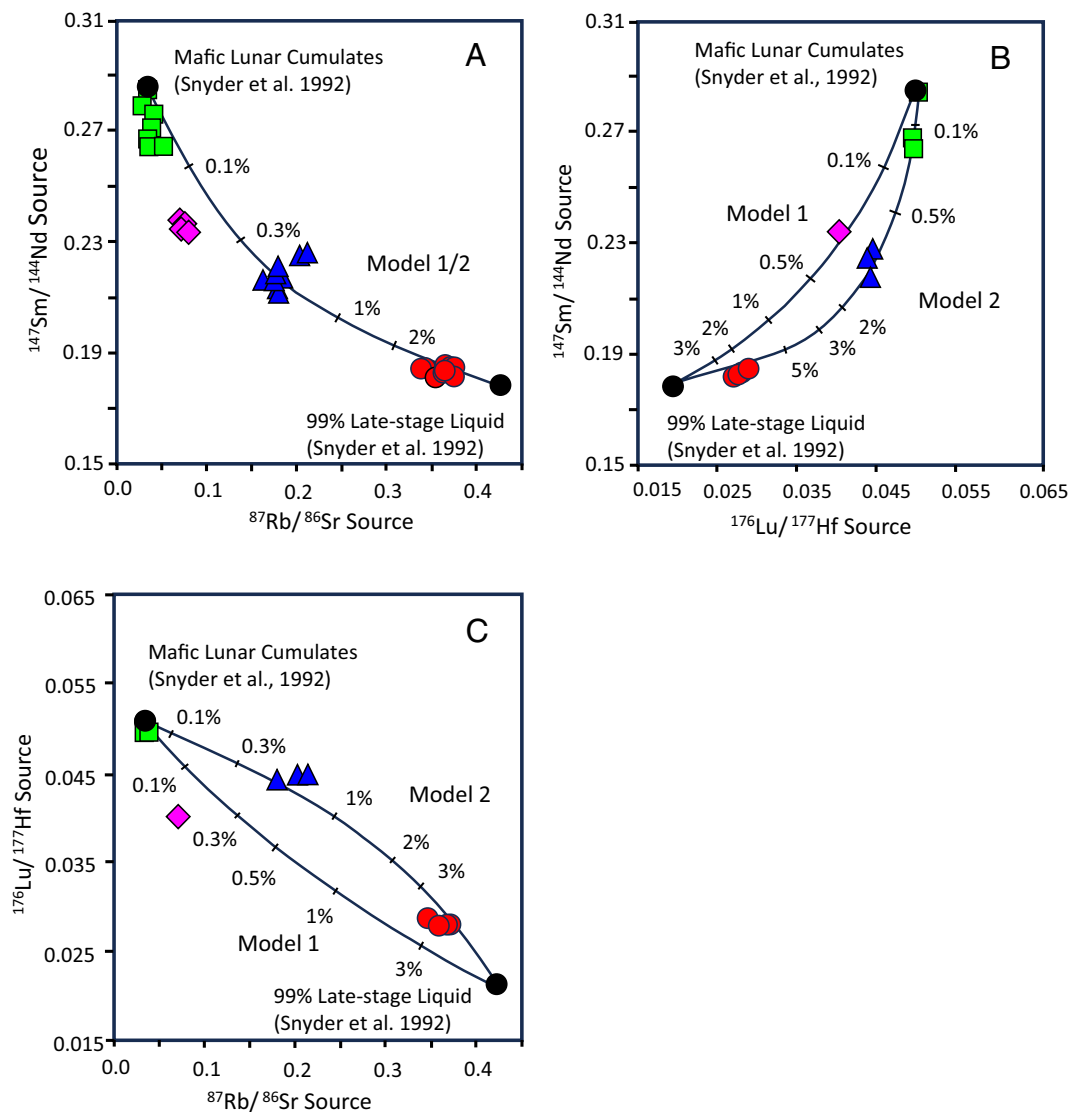 A
0.31
0.27
0.23
0.19
0.15
147Sm/ 144Nd Source
Mafic Lunar Cumulates
(Snyder et al. 1992)
0.1%
0.3%
Model 1/2
1%
2%
99% Late-stage Liquid
(Snyder et al. 1992)
0.0 0.1 0.2 0.3 0.4
87Rb/ 86Sr Source
B
0.31
0.27
0.23
0.19
0.15
147Sm/ 144Nd Source
Mafic Lunar Cumulates
(Snyder et al., 1992)
0.1%
0.1%
Model 1
0.5%
0.5%
1%
Model 2
2%
2%
3%
3%
5%
99% Late-stage Liquid
(Snyder et al. 1992)
0.015 0.025 0.035 0.045 0.055 0.065
176Lu/ 177Hf Source
C
0.065
0.055
0.045
0.035
0.025
0.015
176Lu/ 177Hf Source
Mafic Lunar Cumulates
(Snyder et al., 1992)
0.1%
0.3%
0.1%
1%
Model 2
0.3%
2%
0.5%
3%
1%
Model 1
3%
99% Late-stage Liquid
(Snyder et al. 1992)
0.0 0.1 0.2 0.3 0.4
87Rb/ 86Sr Source